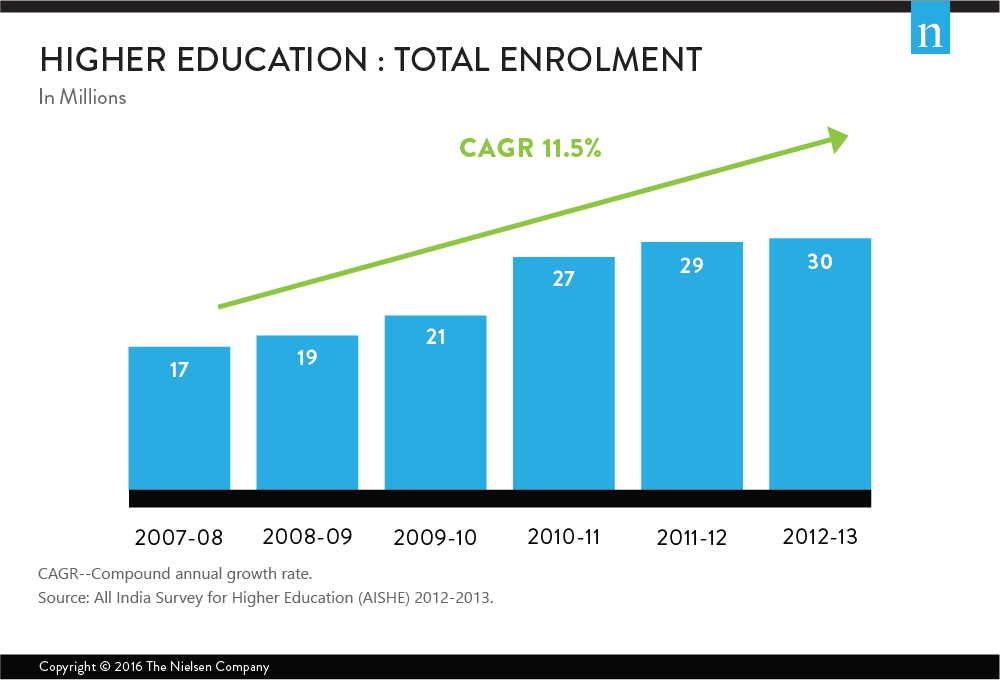 n
HIGHER EDUCATION : TOTAL ENROLMENT
In Millions
CAGR 11.5%
17
19
21
27
29
30
2007-08
2008-09
2009-10
2010-11
2011-12
2012-13
CAGR--Compound annual growth rate.
Source: All India Survey for Higher Education (AISHE) 2012-2013.
Copyright © 2016 The Nielsen Company